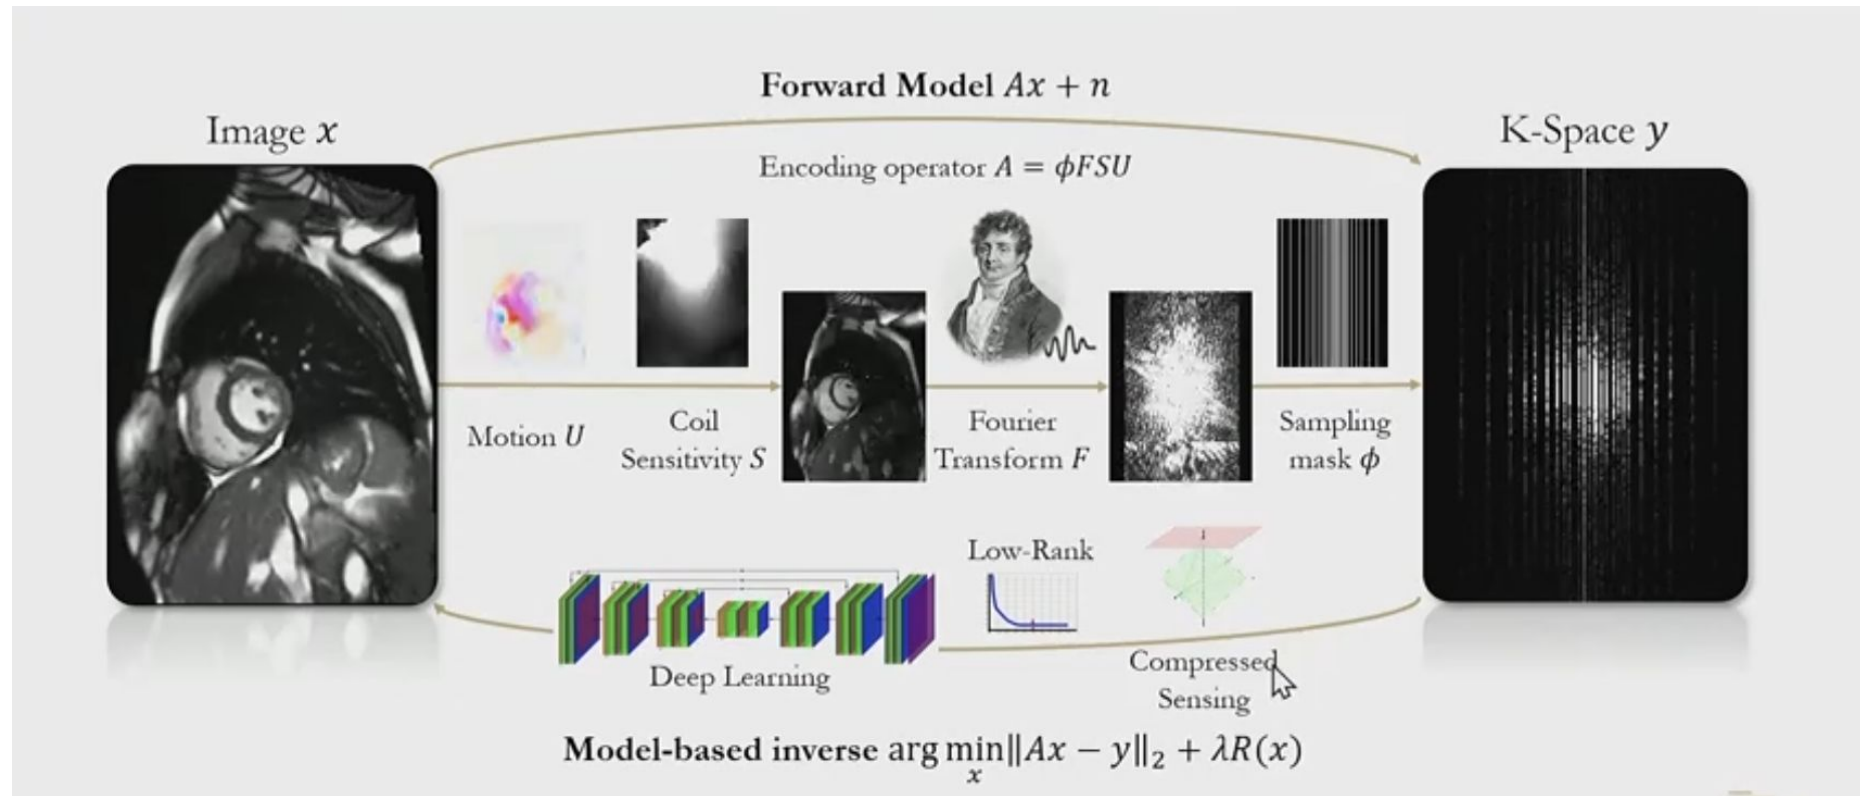 Forward Model Ax + n
Image x
K-Space y
Encoding operator A = ϕFSU
Motion U
Coil
Sensitivity S
Fourier
Transform F
Sampling
mask ϕ
Low-Rank
Deep Learning
Compressed
Sensing
Model-based inverse arg min‖Ax − y‖₂ + λR(x)
x